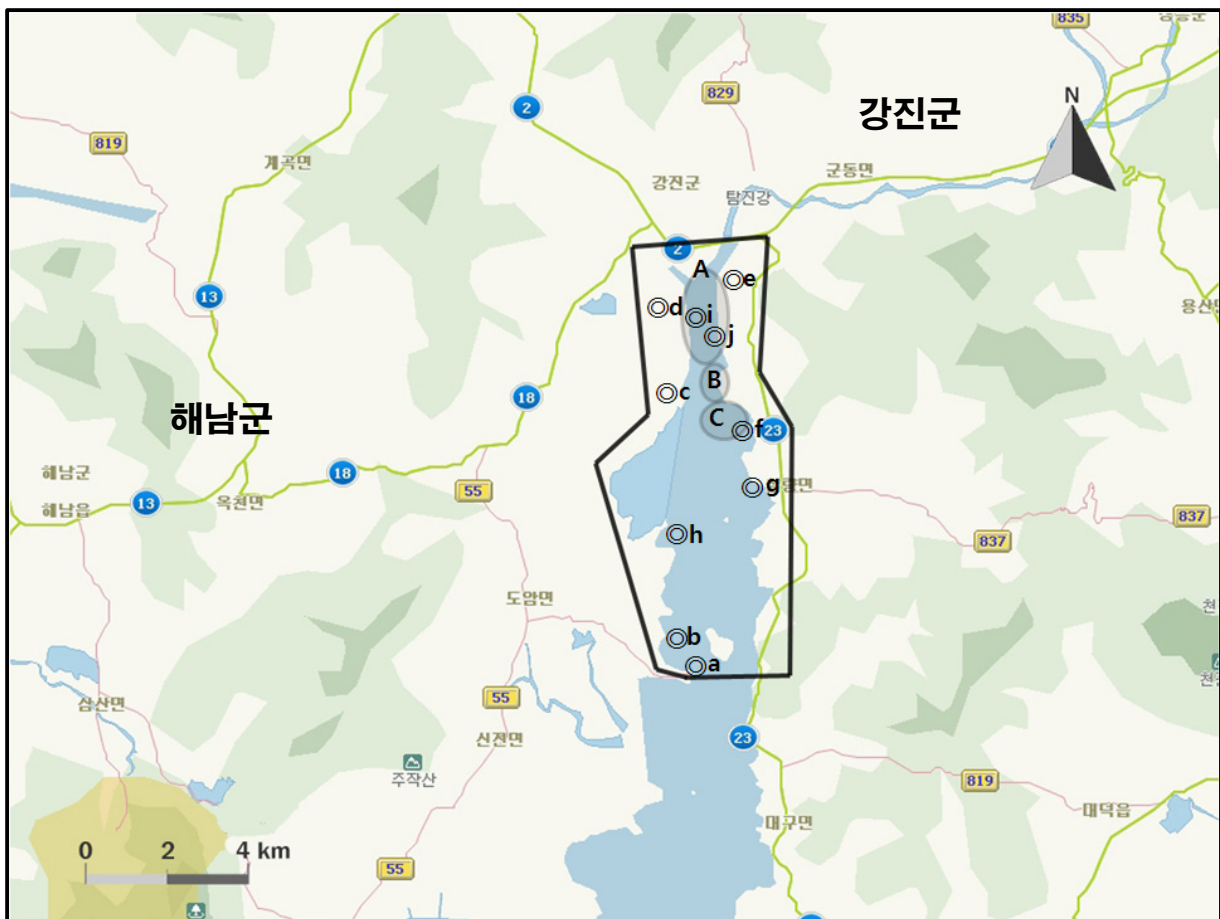 835
829
강진군
N
2
819
계곡면
군동면
강진군
탐진강
2
A
e
13
d
i
용산면
j
B
c
18
해남군
C
f
23
해남군
18
55
g
량면
13
옥천면
해남읍
837
837
h
도암면
b
a
55
삼산면
신전면
23
주작산
819
대덕읍
대구면
0 2 4 km
55